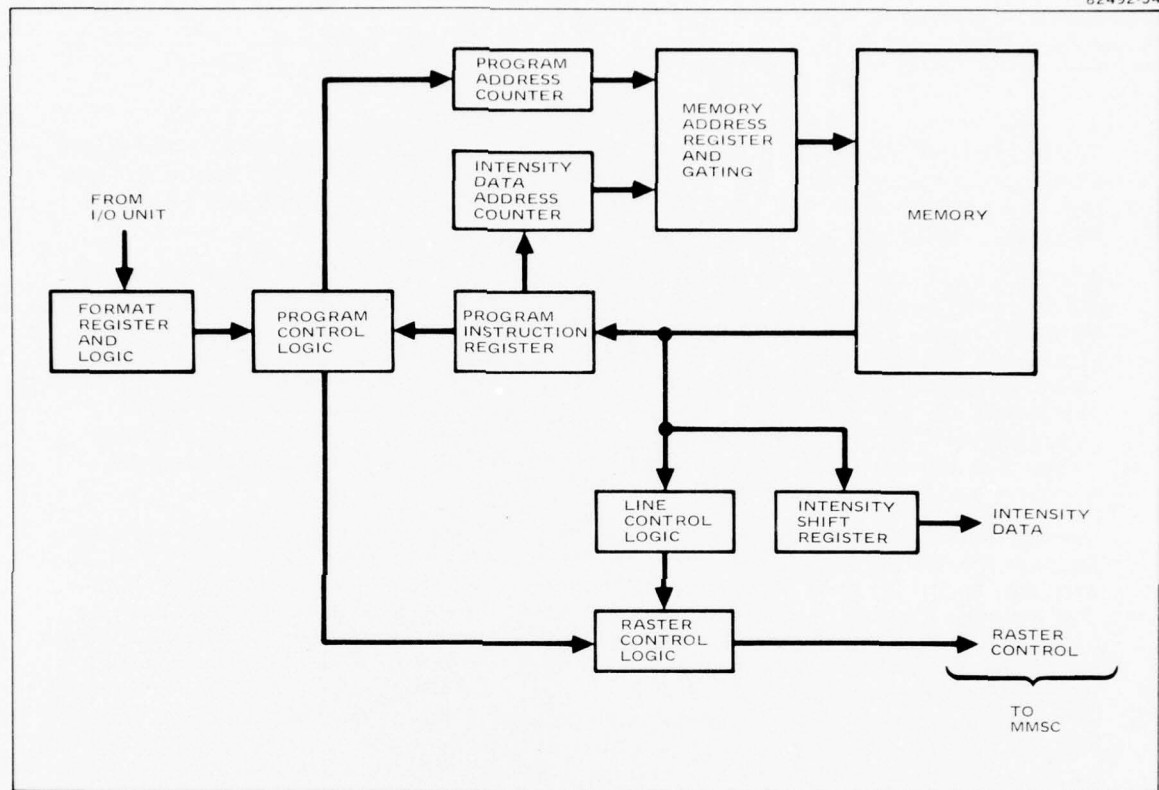 PROGRAM
ADDRESS
COUNTER
MEMORY
ADDRESS
REGISTER
AND
GATING
INTENSITY
DATA
ADDRESS
COUNTER
MEMORY
FROM
I/O UNIT
FORMAT
REGISTER
AND
LOGIC
PROGRAM
CONTROL
LOGIC
PROGRAM
INSTRUCTION
REGISTER
LINE
CONTROL
LOGIC
INTENSITY
SHIFT
REGISTER
INTENSITY
DATA
RASTER
CONTROL
LOGIC
RASTER
CONTROL
TO
MMSC